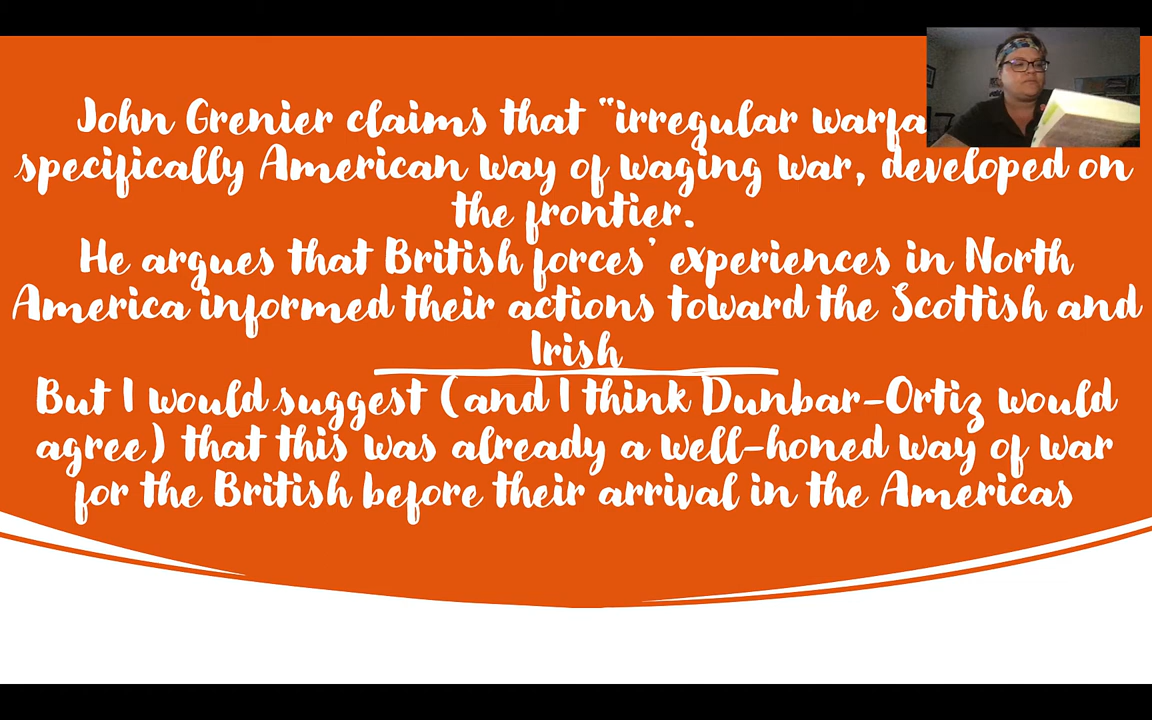 John Grenier claims that “irregular
specifically American way of waging war, developed on
the frontier.
He argues that British forces’ experiences in North
America informed their actions toward the Scottish and
Irish
But I would suggest (and I think Dunbar-Ortiz would
agree) that this was already a well-honed way of war
for the British before their arrival in the Americas